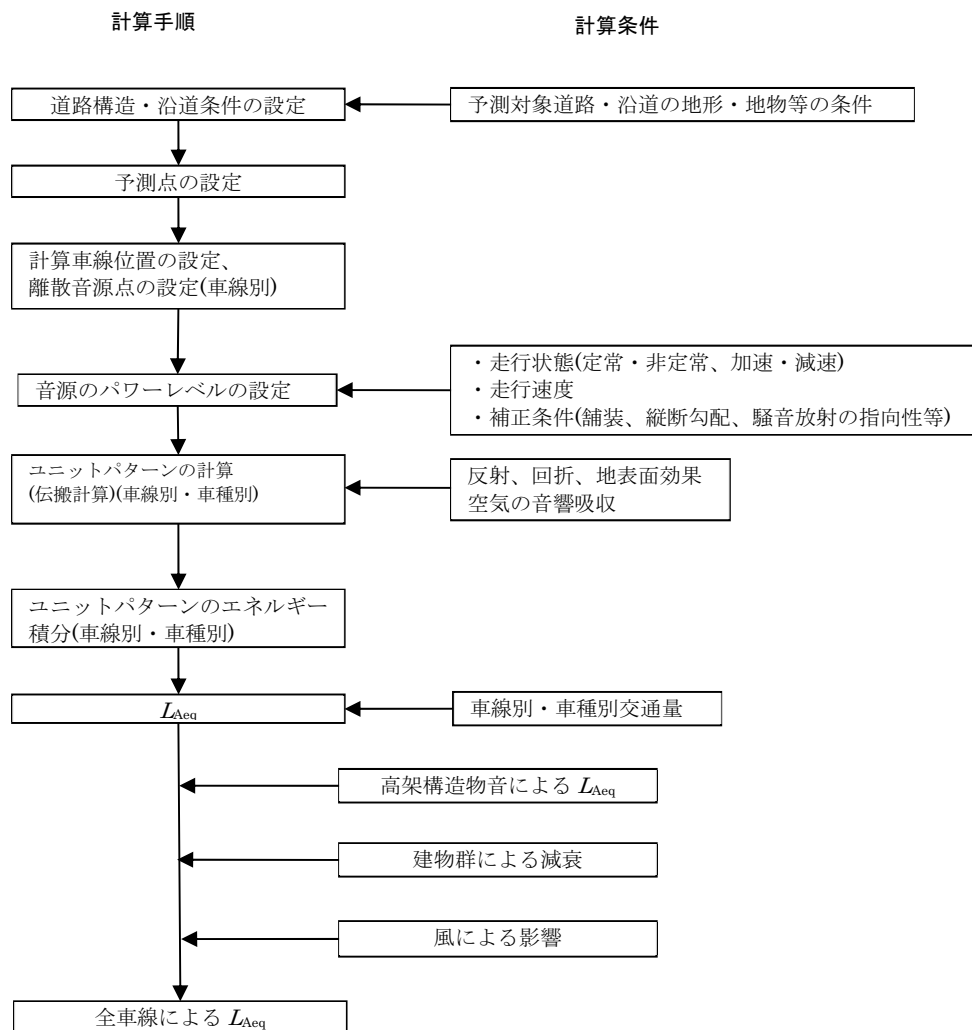 計算手順
計算条件
道路構造・沿道条件の設定
予測対象道路・沿道の地形・地物等の条件
予測点の設定
計算車線位置の設定、
離散音源点の設定(車線別)
音源のパワーレベルの設定
・走行状態(定常・非定常、加速・減速)
・走行速度
・補正条件(舗装、縦断勾配、騒音放射の指向性等)
ユニットパターンの計算
(伝搬計算)(車線別・車種別)
反射、回折、地表面効果
空気の音響吸収
ユニットパターンのエネルギー
積分(車線別・車種別)
LAeq
車線別・車種別交通量
高架構造物音による LAeq
建物群による減衰
風による影響
全車線による LAeq